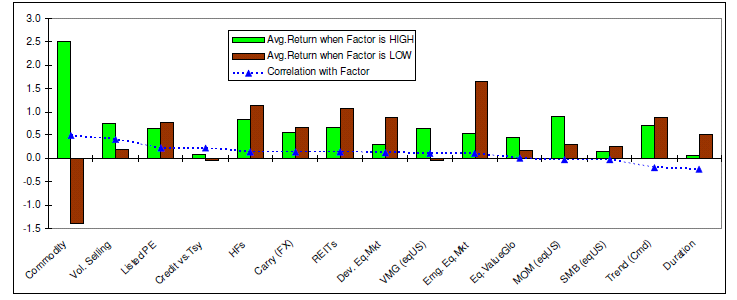 3.0
2.5
2.0
1.5
1.0
0.5
0.0
-0.5
-1.0
-1.5
Avg.Return when Factor is HIGH
Avg.Return when Factor is LOW
Correlation with Factor
Commodity
Vol. Selling
Listed PE
Credit vs.Tsy
HFs
Carry (FX)
REITs
Dev. Eq.Mkt
VMG (eqUS)
Emg. Eq.Mkt
Eq.ValueGlo
MOM (eqUS)
SMB (eqUS)
Trend (Cmd)
Duration